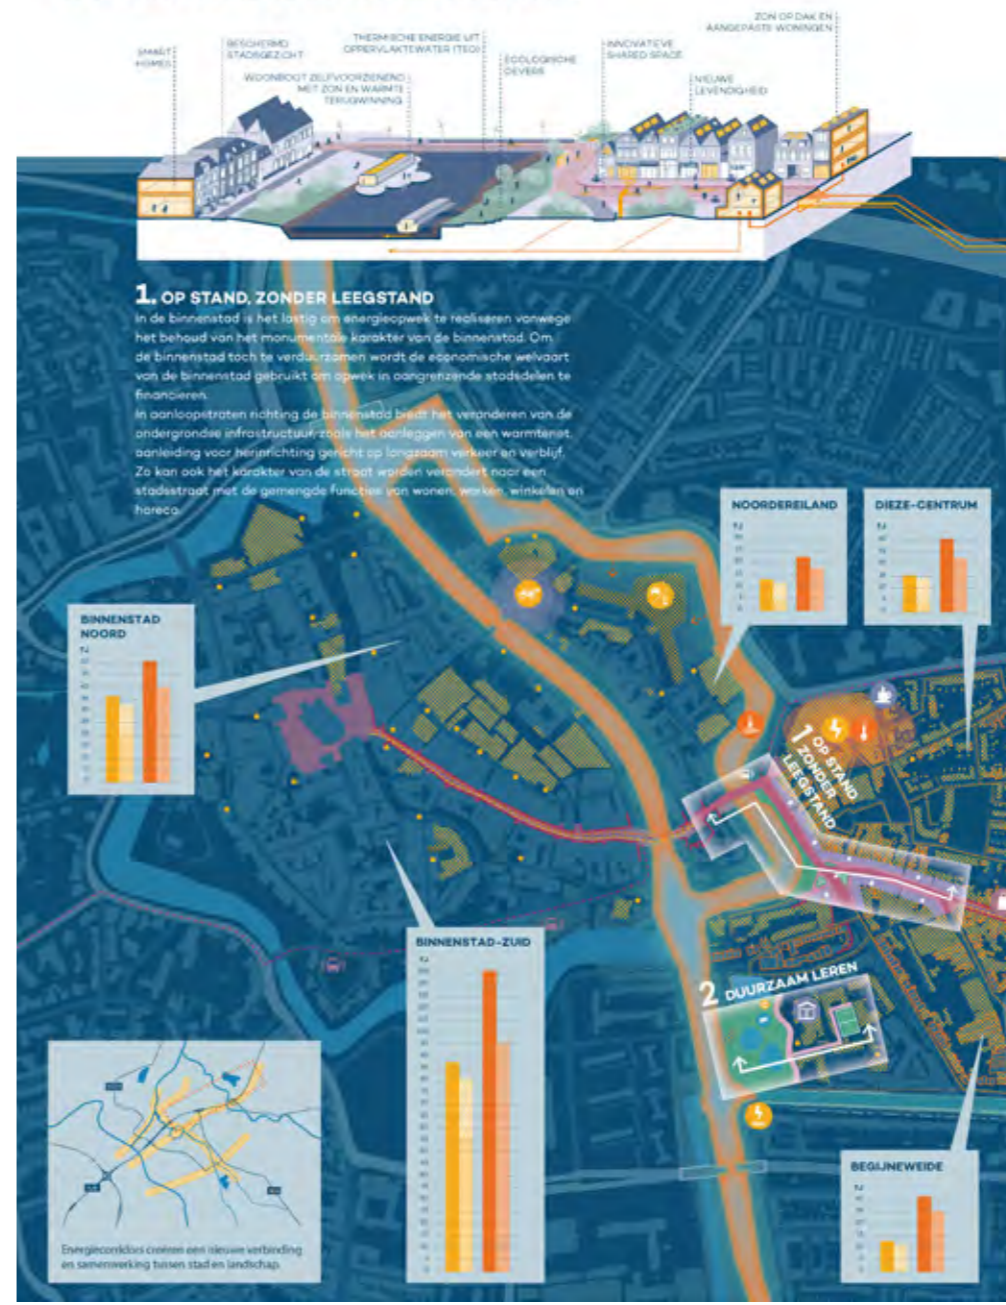 SMART
HOMES
BESCHERMD
STADSGEZICHT
WOONBOOT ZELFVOORZIENEND
MET ZON EN WARMTE
TERUGWINNING
THERMISCHE ENERGIE UIT
OPPERVLAKTEWATER (TEO)
ECOLOGISCHE
OEVERS
INNOVATIEVE
SHARED SPACE
NIEUWE
LEVENDIGHEID
ZON OP DAK EN
AANGEPASTE WONINGEN
1. OP STAND, ZONDER LEEGSTAND
In de binnenstad is het lastig om energieopwek te realiseren vanwege
het behoud van het monumentale karakter van de binnenstad. Om
de binnenstad toch te verduurzamen wordt de economische welvaart
van de binnenstad gebruikt om opwek in aangrenzende stadsdelen te
financieren.
In aanloopstraten richting de binnenstad biedt het veranderen van de
ondergrondse infrastructuur, zoals het aanleggen van een warmtenet,
aanleiding voor herinrichting gericht op langzaam verkeer en verblijf.
Zo kan ook het karakter van de straat worden verandert naar een
stadsstraat met de gemengde functies van wonen, werken, winkelen en
horeca.
NOORDEREILAND
DIEZE-CENTRUM
BINNENSTAD
NOORD
1 OP STAND,
ZONDER
LEEGSTAND
BINNENSTAD-ZUID
2 DUURZAAM LEREN
BEGIJNEWEIDE
Energiecorridors creëren een nieuwe verbinding
en samenwerking tussen stad en landschap.